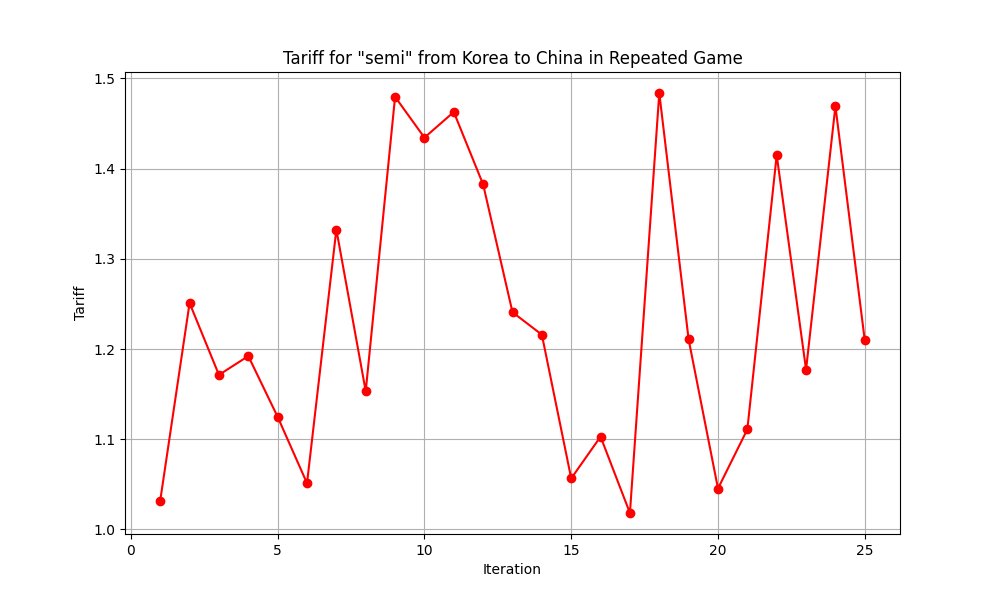 Tariff for "semi" from Korea to China in Repeated Game
1.5
1.4
1.3
1.2
1.1
1.0
Tariff
0 5 10 15 20 25
Iteration